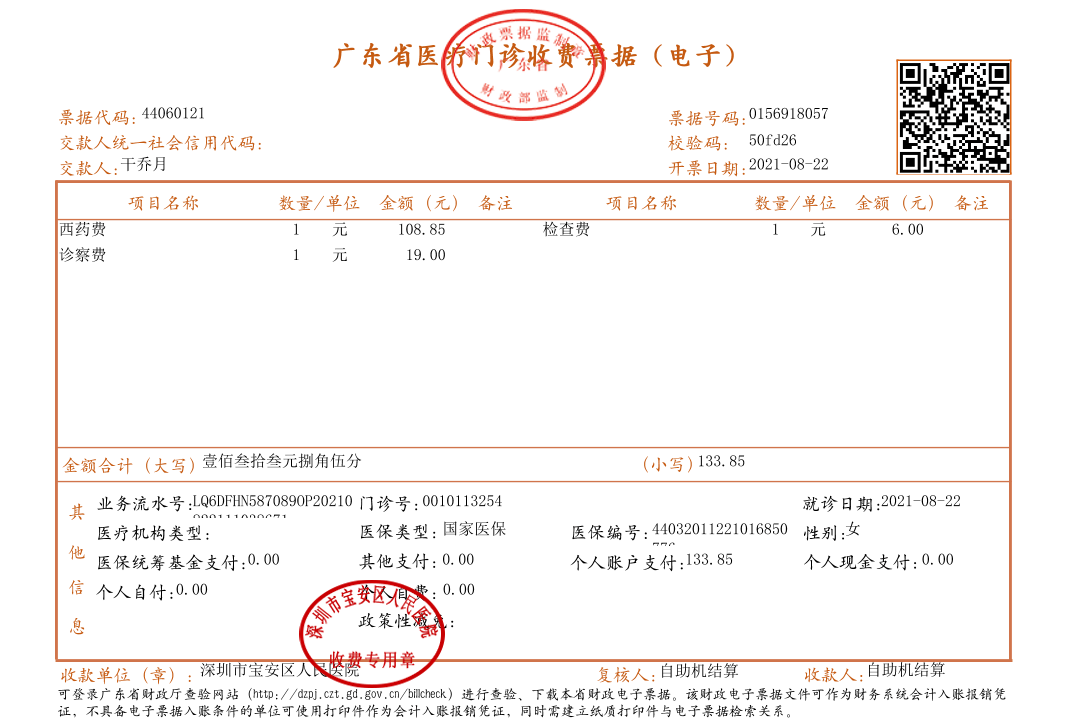 广东省医疗门诊收费票据（电子）
财政票据监制章
广东省
财政部监制
票据代码：44060121
票据号码：0156918057
交款人统一社会信用代码：
校验码： 50fd26
交款人：干乔月
开票日期：2021-08-22
项目名称 数量/单位 金额（元） 备注 项目名称 数量/单位 金额（元） 备注
西药费 1 元 108.85 检查费 1 元 6.00
诊察费 1 元 19.00
金额合计（大写）壹佰叁拾叁元捌角伍分 （小写）133.85
其他信息
业务流水号：LQ6DFHN587089OP20210 门诊号：0010113254 就诊日期：2021-08-22
医疗机构类型： 医保类型：国家医保 医保编号：44032011221016850 性别：女
医保统筹基金支付：0.00 其他支付：0.00 个人账户支付：133.85 个人现金支付：0.00
个人自付：0.00 个人自费：0.00
政策性减免：
深圳市宝安区人民医院
收费专用章
收款单位（章）：深圳市宝安区人民医院 复核人：自助机结算 收款人：自助机结算
可登录广东省财政厅查验网站（http://dzpj.czt.gd.gov.cn/billcheck）进行查验、下载本省财政电子票据。该财政电子票据文件可作为财务系统会计入账报销凭
证，不具备电子票据入账条件的单位可使用打印件作为会计入账报销凭证，同时需建立纸质打印件与电子票据检索关系。